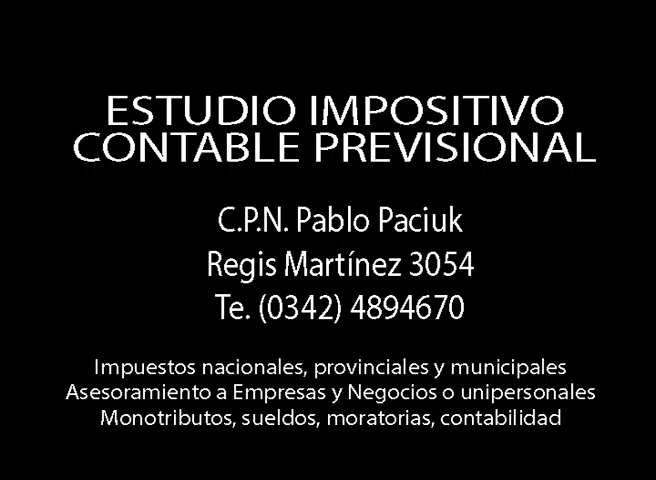 ESTUDIO IMPOSITIVO
CONTABLE PREVISIONAL
C.P.N. Pablo Paciuk
Regis Martínez 3054
Te. (0342) 4894670
Impuestos nacionales, provinciales y municipales
Asesoramiento a Empresas y Negocios o unipersonales
Monotributos, sueldos, moratorias, contabilidad